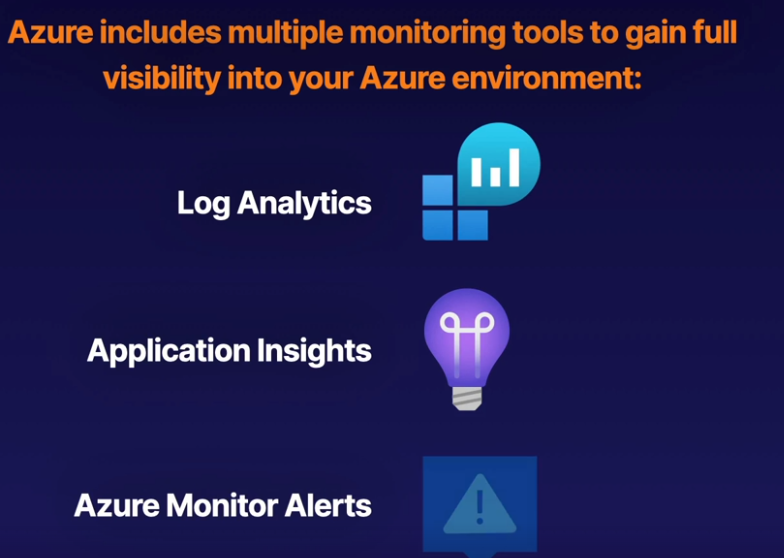 Azure includes multiple monitoring tools to gain full
visibility into your Azure environment:
Log Analytics
Application Insights
Azure Monitor Alerts